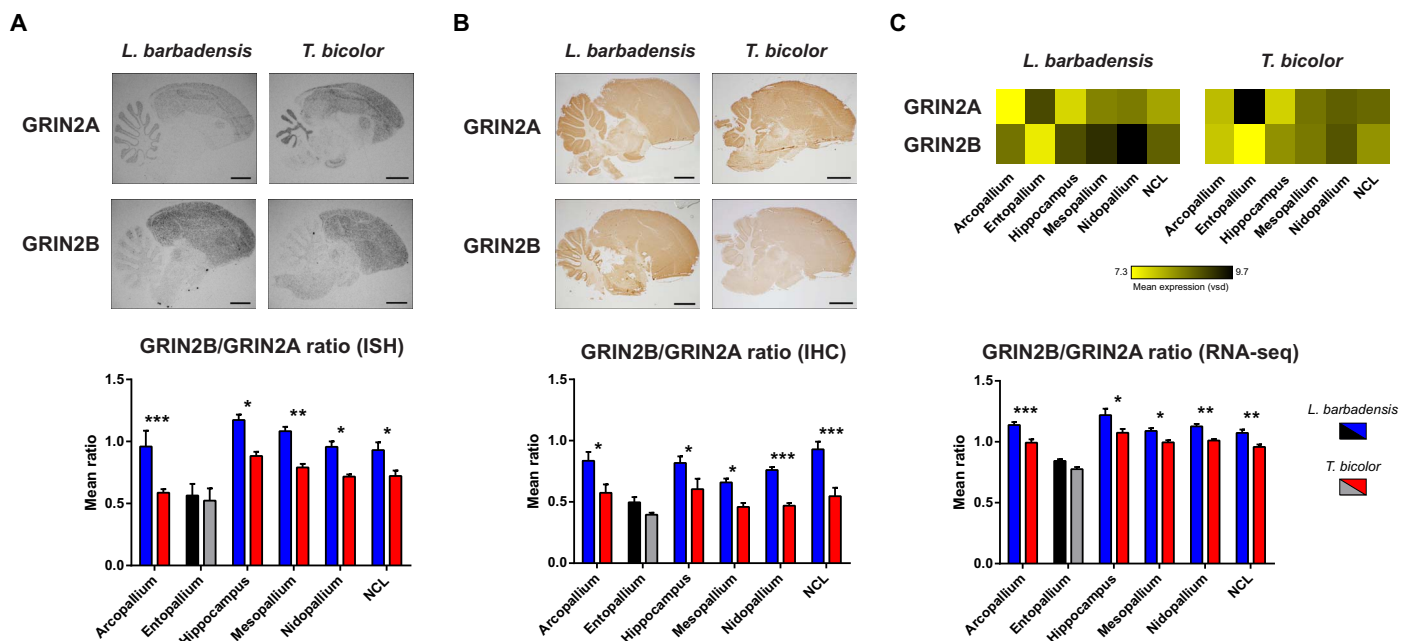 A
L. barbadensis
T. bicolor
GRIN2A
GRIN2B
GRIN2B/GRIN2A ratio (ISH)
Mean ratio
1.5
1.0
0.5
0.0
***
*
**
*
*
Arcopallium
Entopallium
Hippocampus
Mesopallium
Nidopallium
NCL
B
L. barbadensis
T. bicolor
GRIN2A
GRIN2B
GRIN2B/GRIN2A ratio (IHC)
Mean ratio
1.5
1.0
0.5
0.0
*
*
*
***
***
Arcopallium
Entopallium
Hippocampus
Mesopallium
Nidopallium
NCL
C
L. barbadensis
T. bicolor
GRIN2A
GRIN2B
Arcopallium
Entopallium
Hippocampus
Mesopallium
Nidopallium
NCL
Arcopallium
Entopallium
Hippocampus
Mesopallium
Nidopallium
NCL
7.3
9.7
Mean expression (vsd)
GRIN2B/GRIN2A ratio (RNA-seq)
Mean ratio
1.5
1.0
0.5
0.0
***
*
*
**
**
Arcopallium
Entopallium
Hippocampus
Mesopallium
Nidopallium
NCL
L. barbadensis
T. bicolor